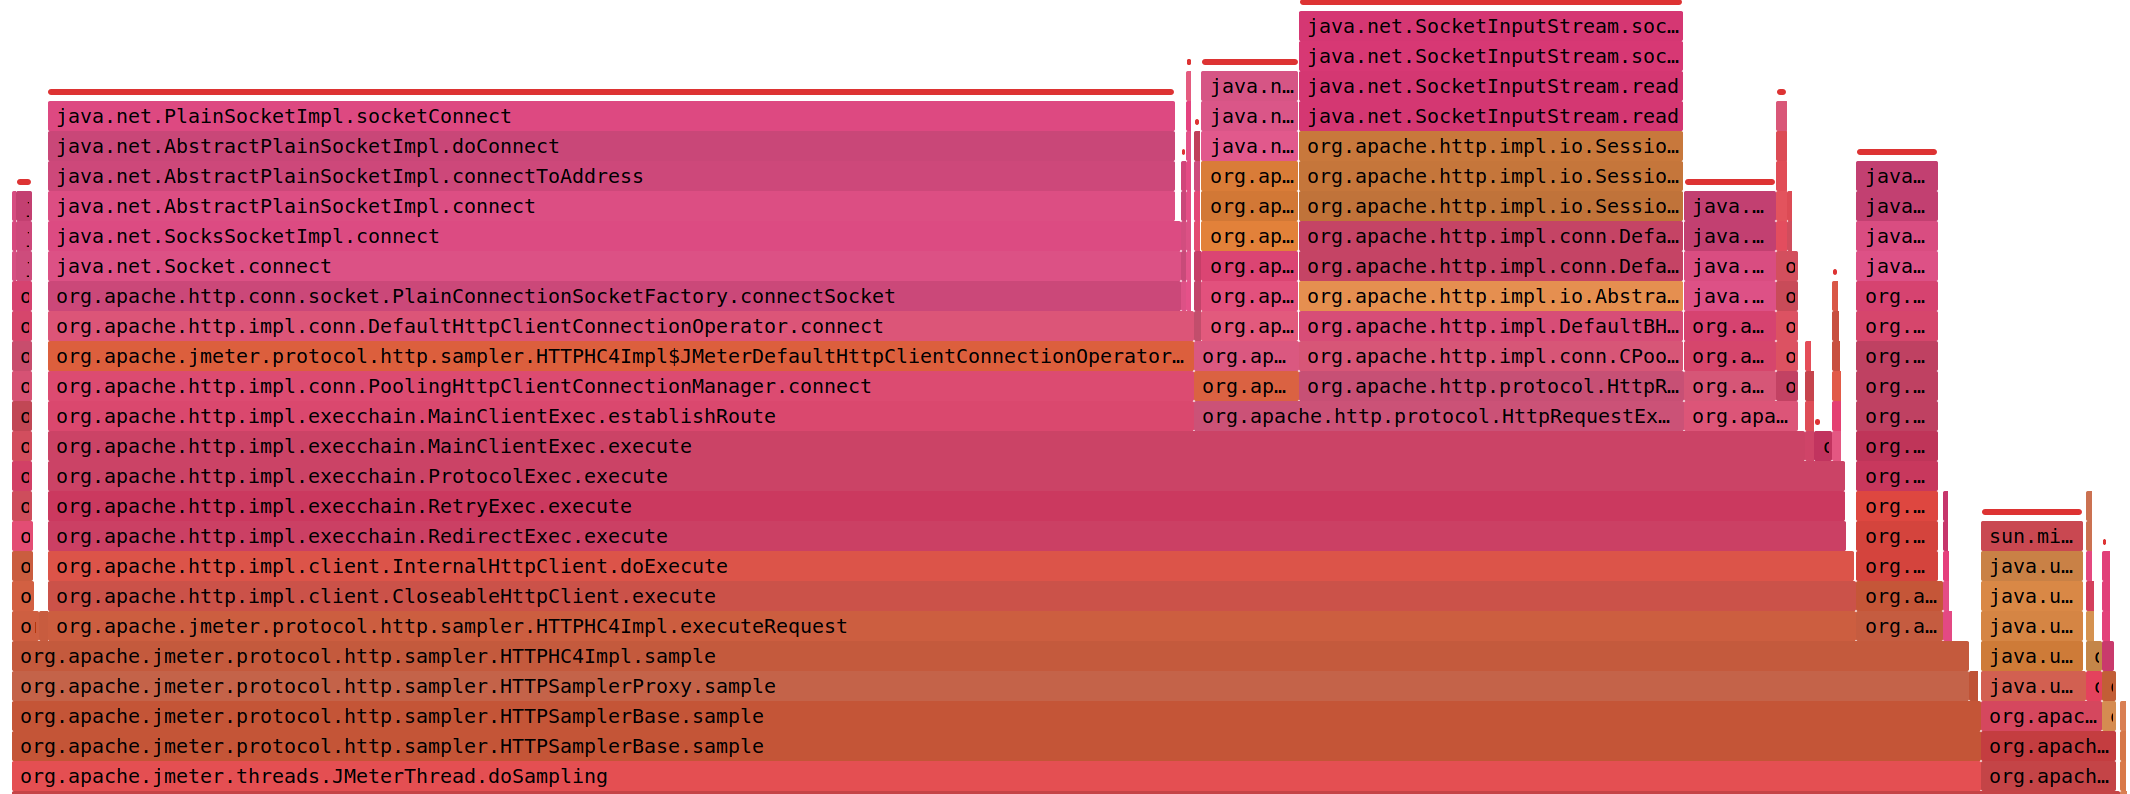 java.net.SocketInputStream.soc…
java.net.SocketInputStream.soc…
java.n… java.net.SocketInputStream.read
java.net.PlainSocketImpl.socketConnect java.n… java.net.SocketInputStream.read
java.net.AbstractPlainSocketImpl.doConnect java.n… org.apache.http.impl.io.Sessio…
java.net.AbstractPlainSocketImpl.connectToAddress org.ap… org.apache.http.impl.io.Sessio… java…
java.net.AbstractPlainSocketImpl.connect org.ap… org.apache.http.impl.io.Sessio… java.… java…
java.net.SocksSocketImpl.connect org.ap… org.apache.http.impl.conn.Defa… java.… java…
java.net.Socket.connect org.ap… org.apache.http.impl.conn.Defa… java.… o java…
o org.apache.http.conn.socket.PlainConnectionSocketFactory.connectSocket org.ap… org.apache.http.impl.io.Abstra… java.… o org.…
o org.apache.http.impl.conn.DefaultHttpClientConnectionOperator.connect org.ap… org.apache.http.impl.DefaultBH… org.a… o org.…
o org.apache.jmeter.protocol.http.sampler.HTTPHC4Impl$JMeterDefaultHttpClientConnectionOperator… org.ap… org.apache.http.impl.conn.CPoo… org.a… o org.…
o org.apache.http.impl.conn.PoolingHttpClientConnectionManager.connect org.ap… org.apache.http.protocol.HttpR… org.a… o org.…
o org.apache.http.impl.execchain.MainClientExec.establishRoute org.apache.http.protocol.HttpRequestEx… org.apa… org.…
o org.apache.http.impl.execchain.MainClientExec.execute org.…
o org.apache.http.impl.execchain.ProtocolExec.execute org.…
o org.apache.http.impl.execchain.RetryExec.execute org.…
o org.apache.http.impl.execchain.RedirectExec.execute org.… sun.mi…
o org.apache.http.impl.client.InternalHttpClient.doExecute org.… java.u…
o org.apache.http.impl.client.CloseableHttpClient.execute org.a… java.u…
o org.apache.jmeter.protocol.http.sampler.HTTPHC4Impl.executeRequest org.a… java.u…
org.apache.jmeter.protocol.http.sampler.HTTPHC4Impl.sample java.u…
org.apache.jmeter.protocol.http.sampler.HTTPSamplerProxy.sample java.u…
org.apache.jmeter.protocol.http.sampler.HTTPSamplerBase.sample org.apac…
org.apache.jmeter.protocol.http.sampler.HTTPSamplerBase.sample org.apach…
org.apache.jmeter.threads.JMeterThread.doSampling org.apach…